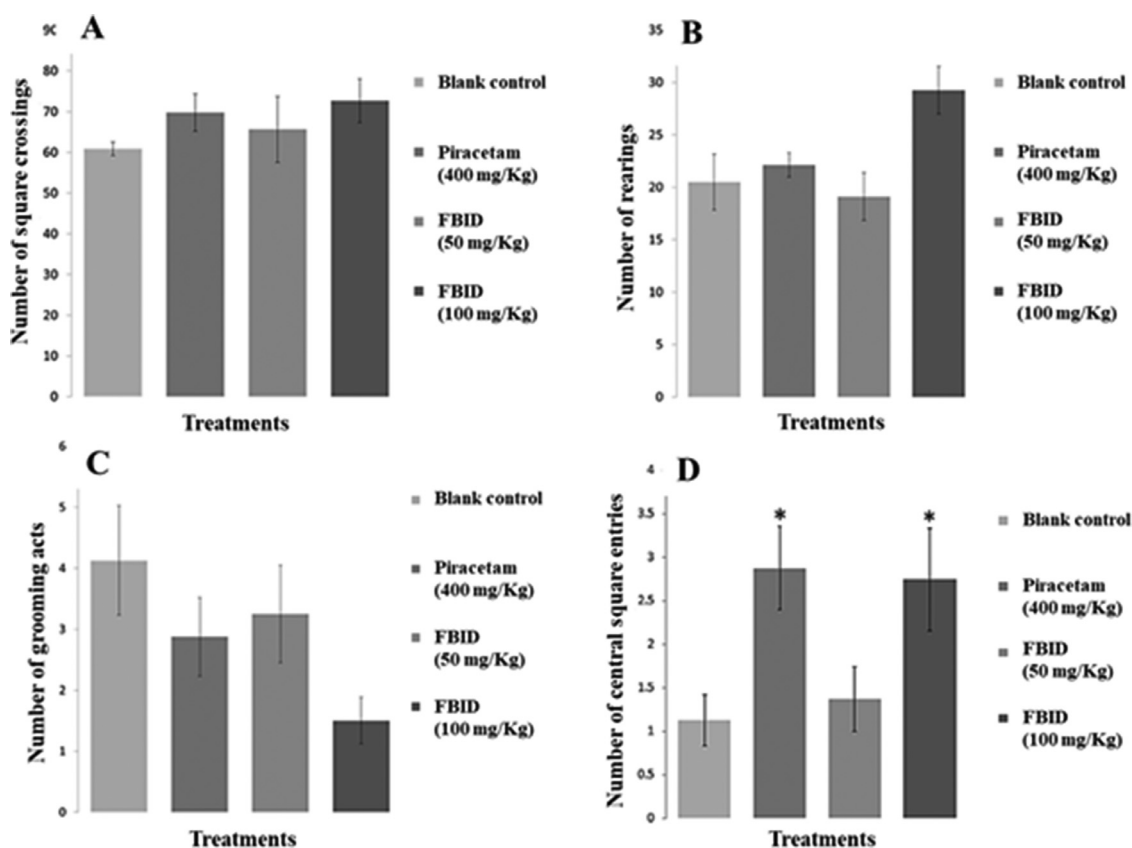 A
Number of square crossings
90
80
70
60
50
40
30
20
10
0
Treatments
Blank control
Piracetam
(400 mg/Kg)
FBID
(50 mg/Kg)
FBID
(100 mg/Kg)
B
Number of rearings
35
30
25
20
15
10
5
0
Treatments
Blank control
Piracetam
(400 mg/Kg)
FBID
(50 mg/Kg)
FBID
(100 mg/Kg)
C
Number of grooming acts
6
5
4
3
2
1
0
Treatments
Blank control
Piracetam
(400 mg/Kg)
FBID
(50 mg/Kg)
FBID
(100 mg/Kg)
D
Number of central square entries
4
3.5
3
2.5
2
1.5
1
0.5
0
*
*
Treatments
Blank control
Piracetam
(400 mg/Kg)
FBID
(50 mg/Kg)
FBID
(100 mg/Kg)